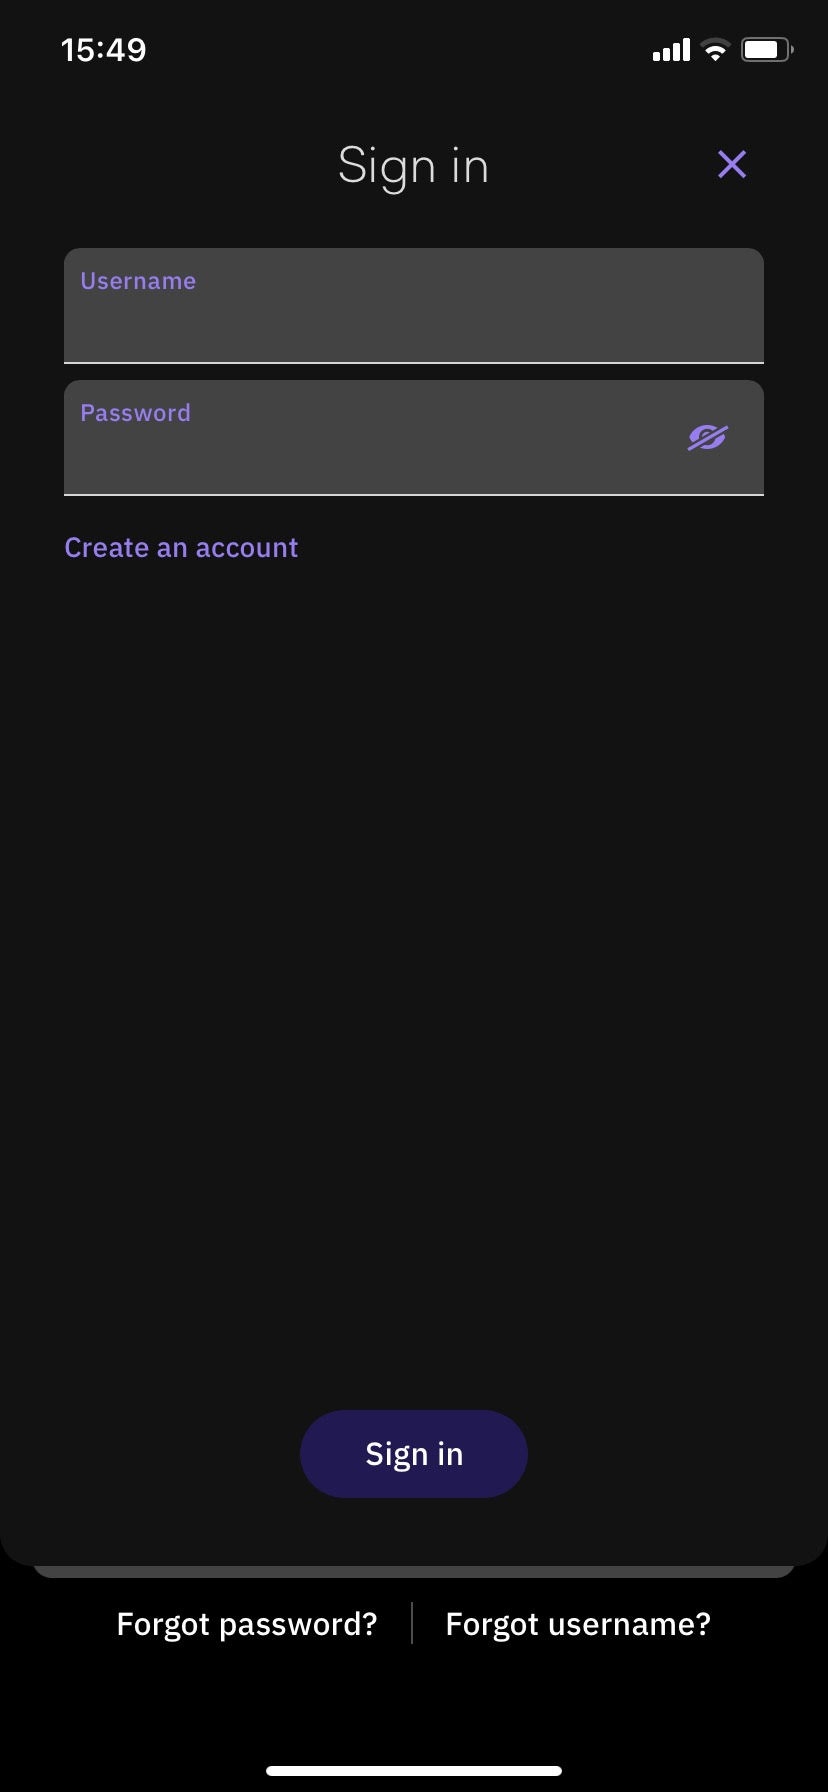 15:49
Sign in
Username
Password
Create an account
Sign in
Forgot password? Forgot username?